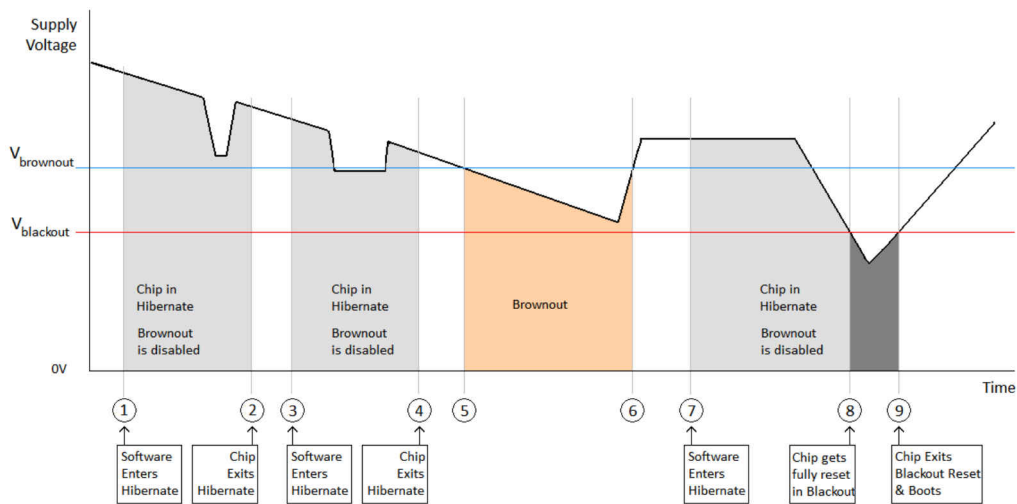 Supply
Voltage
Vbrownout
Vblackout
0V
Time
Chip in
Hibernate
Brownout
is disabled
Chip in
Hibernate
Brownout
is disabled
Brownout
Chip in
Hibernate
Brownout
is disabled
1
2
3
4
5
6
7
8
9
Software
Enters
Hibernate
Chip
Exits
Hibernate
Software
Enters
Hibernate
Chip
Exits
Hibernate
Software
Enters
Hibernate
Chip gets
fully reset
in Blackout
Chip Exits
Blackout Reset
& Boots